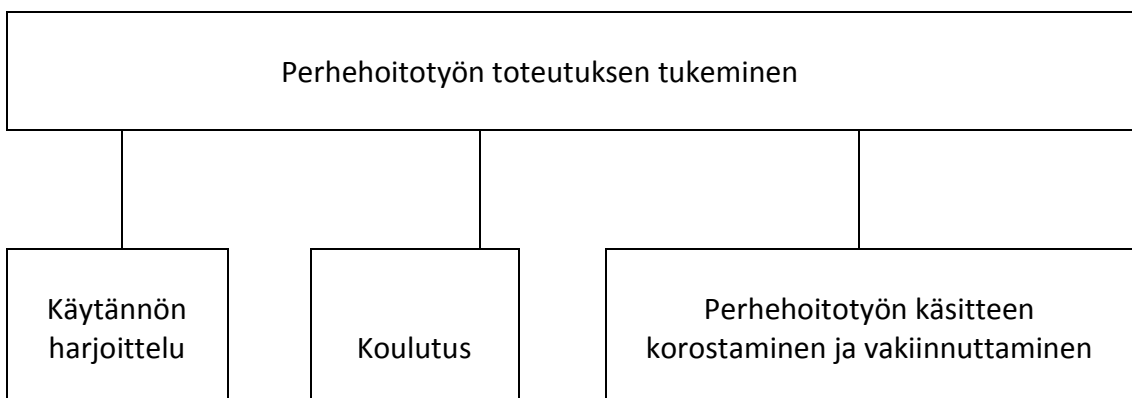 Perhehoitotyön toteutuksen tukeminen
Käytännön
harjoittelu
Koulutus
Perhehoitotyön käsitteen
korostaminen ja vakiinnuttaminen